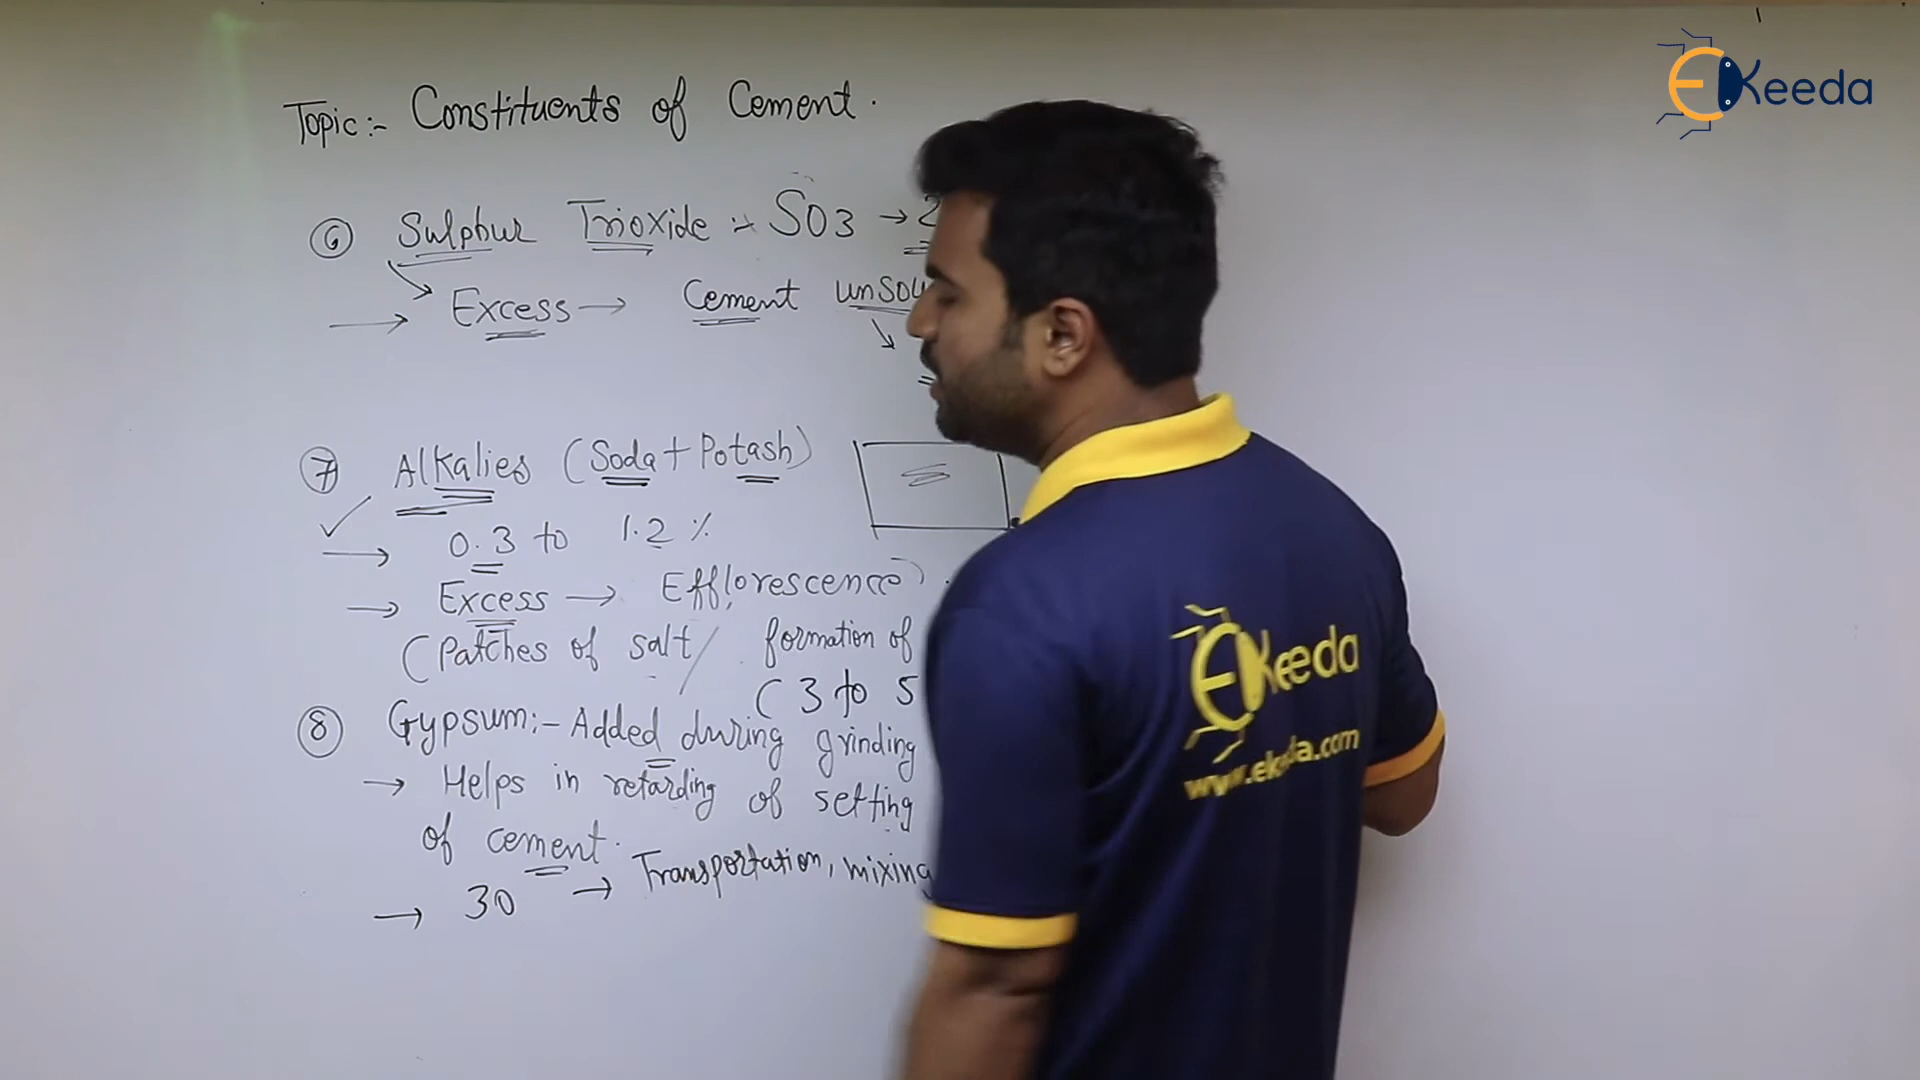 Topic:- Constituents of Cement.
⑥ Sulphur Trioxide :- SO3 → 2
→ Excess → Cement unsou
⑦ Alkalies (Soda + Potash)
→ 0.3 to 1.2 %
→ Excess → Efflorescence
(Patches of salt / formation of
(3 to 5
⑧ Gypsum:- Added during grinding
→ Helps in retarding of setting
of cement.
→ 30 → Transportation, mixing
EKeeda
EKeeda